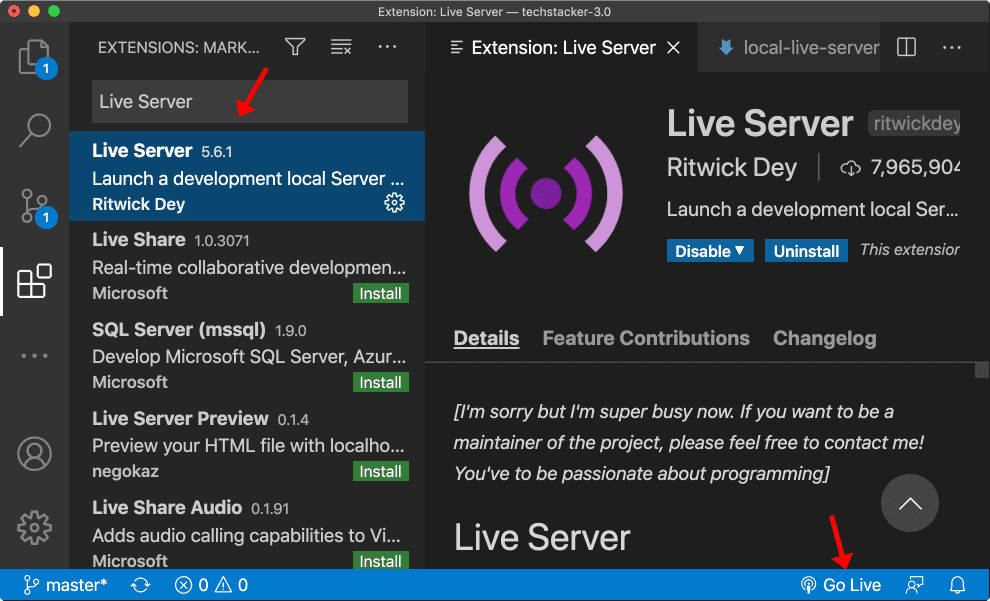 Extension: Live Server — techstacker-3.0
1
1
EXTENSIONS: MARK...
Live Server
Live Server 5.6.1
Launch a development local Server ...
Ritwick Dey
Live Share 1.0.3071
Real-time collaborative developmen...
Microsoft
Install
SQL Server (mssql) 1.9.0
Develop Microsoft SQL Server, Azur...
Microsoft
Install
Live Server Preview 0.1.4
Preview your HTML file with localho...
negokaz
Install
Live Share Audio 0.1.91
Adds audio calling capabilities to Vi...
Microsoft
Install
Extension: Live Server
local-live-server
Live Server ritwickdey
Ritwick Dey 7,965,904
Launch a development local Ser...
Disable Uninstall This extension
Details Feature Contributions Changelog
[I'm sorry but I'm super busy now. If you want to be a
maintainer of the project, please feel free to contact me!
You've to be passionate about programming]
Live Server
master* 0 0 Go Live